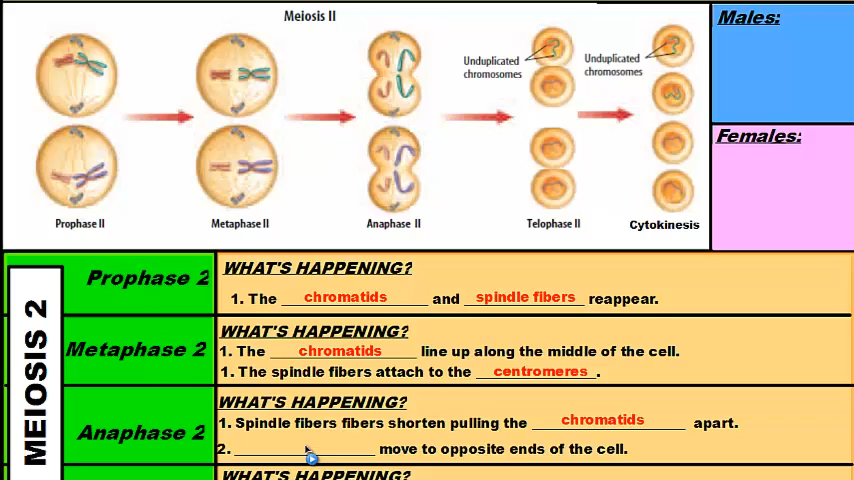 Meiosis II
Unduplicated
chromosomes
Unduplicated
chromosomes
Prophase II
Metaphase II
Anaphase II
Telophase II
Cytokinesis
Males:
Females:
MEIOSIS 2
Prophase 2
WHAT'S HAPPENING?
1. The chromatids and spindle fibers reappear.
Metaphase 2
WHAT'S HAPPENING?
1. The chromatids line up along the middle of the cell.
1. The spindle fibers attach to the centromeres.
Anaphase 2
WHAT'S HAPPENING?
1. Spindle fibers fibers shorten pulling the chromatids apart.
2. ____________________ move to opposite ends of the cell.
WHAT'S HAPPENING?